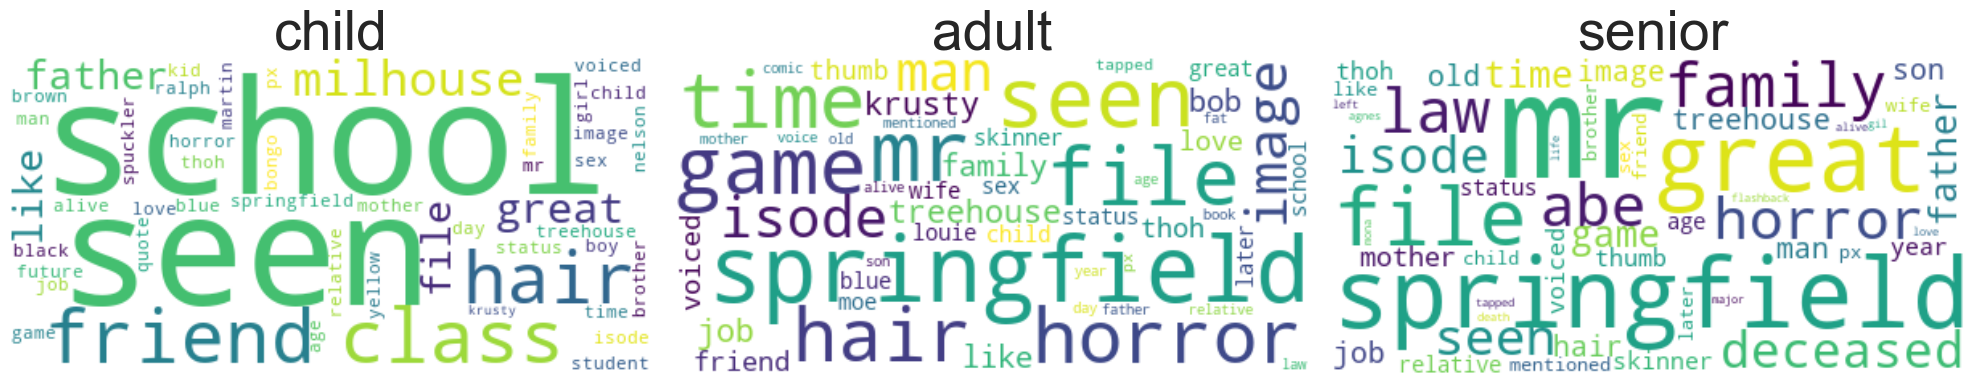 child
adult
senior
father kid px milhouse voiced
brown ralph martin girl child
man school family image
horror spuckler nelson
like thoh bongo mr sex
alive love blue springfield mother great
seen file day treehouse
black quote status boy
future relative hair brother
job yellow krusty time
game friend age class isode
student
comic thumb man tapped great image
time krusty seen bob
mentioned fat
mother voice old skinner love school
game mr family file
alive wife sex age
isode treehouse status book
voiced louie child thoh later
springfield
son year px
blue
moe day father relative
job hair horror
friend like law
thoh old time image family son
like law mr wife
left agnes brother treehouse alive gil father
isode life sex friend great
status flashback
file abe age horror love
mona game man px year
mother child voiced thumb
springfield
tapped major later
death
job seen hair deceased
relative mentioned skinner